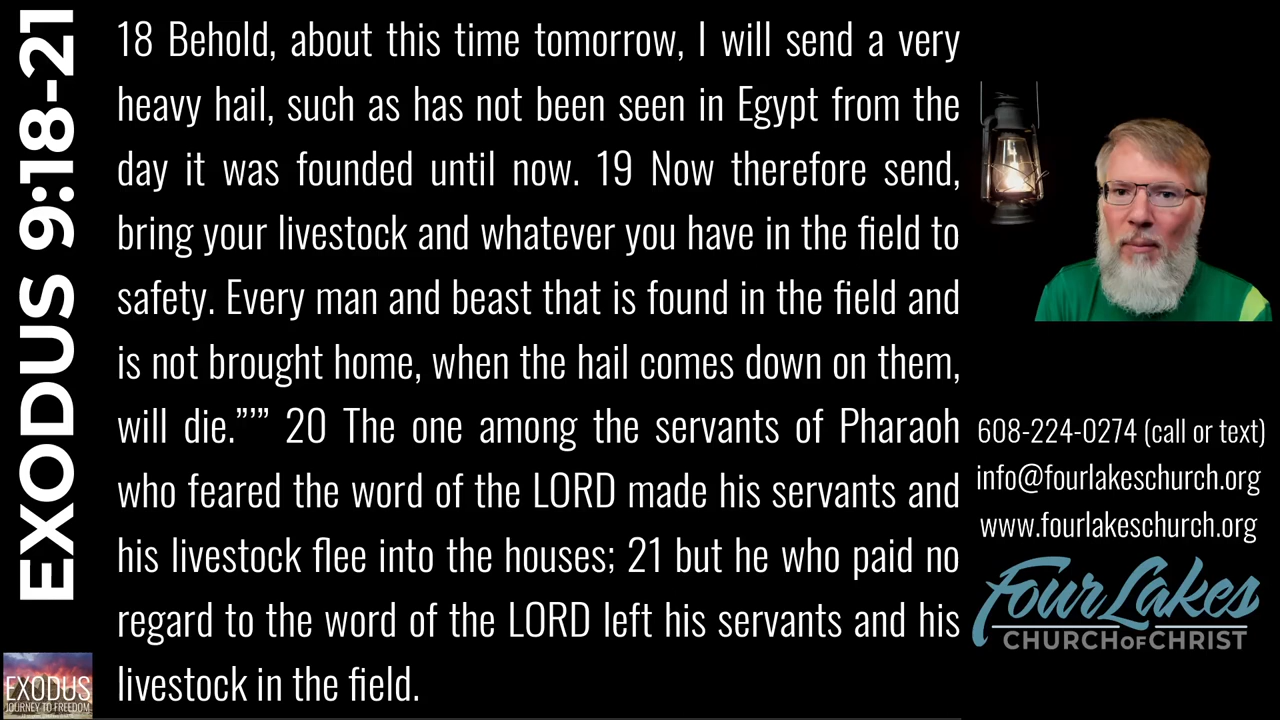 EXODUS 9:18-21
18 Behold, about this time tomorrow, I will send a very
heavy hail, such as has not been seen in Egypt from the
day it was founded until now. 19 Now therefore send,
bring your livestock and whatever you have in the field to
safety. Every man and beast that is found in the field and
is not brought home, when the hail comes down on them,
will die.”’” 20 The one among the servants of Pharaoh
who feared the word of the LORD made his servants and
his livestock flee into the houses; 21 but he who paid no
regard to the word of the LORD left his servants and his
livestock in the field.
608-224-0274 (call or text)
info@fourlakeschurch.org
www.fourlakeschurch.org
Four Lakes
CHURCH OF CHRIST
EXODUS
JOURNEY TO FREEDOM